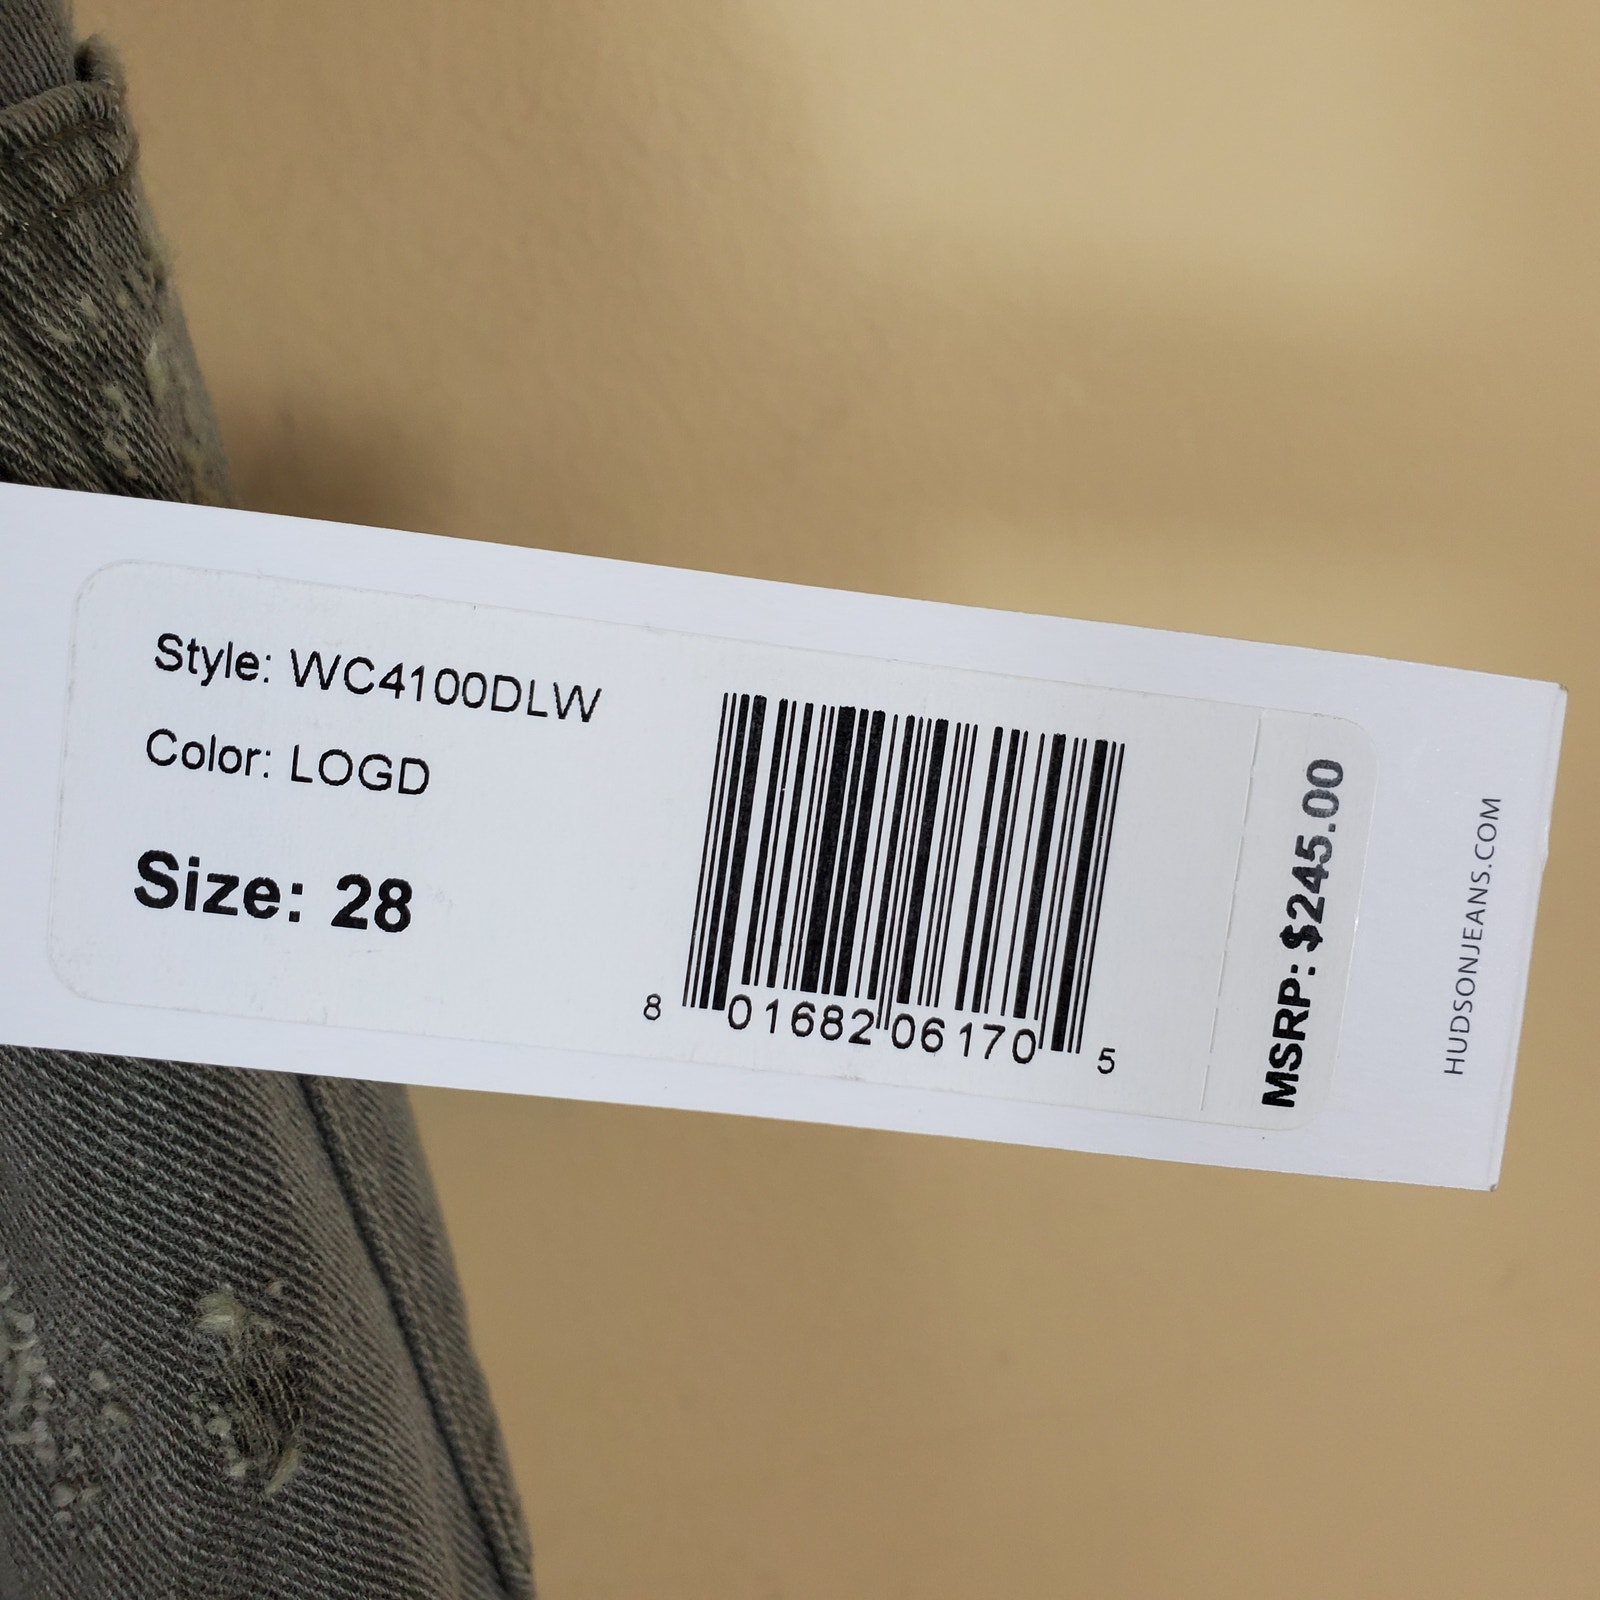 Style: WC4100DLW
Color: LOGD
Size: 28
8 01682 06170 5
MSRP: $245.00
HUDSONJEANS.COM